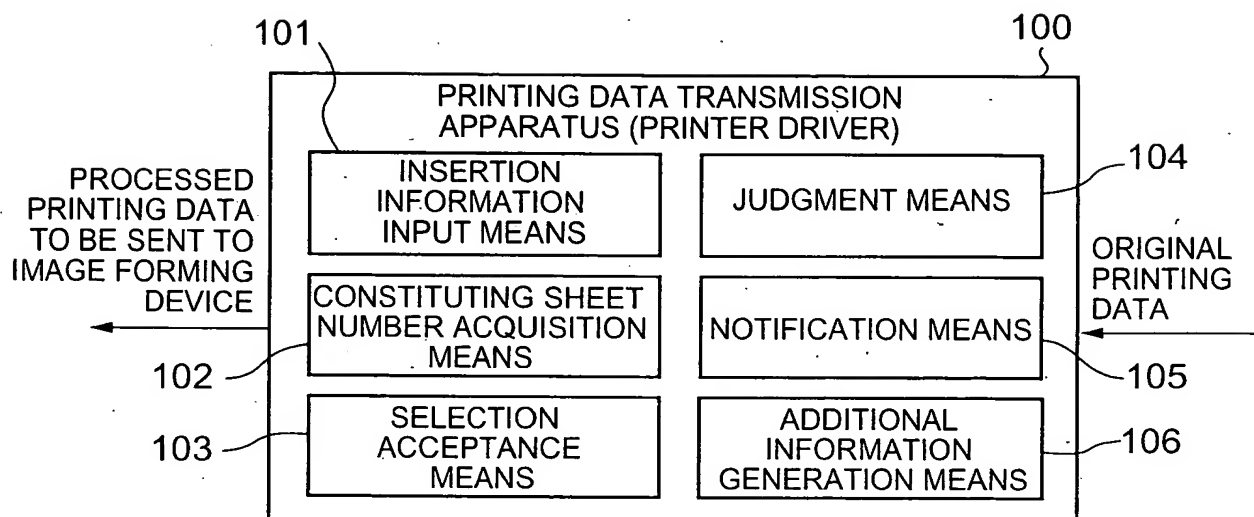 101
100
PRINTING DATA TRANSMISSION
APPARATUS (PRINTER DRIVER)
PROCESSED
PRINTING DATA
TO BE SENT TO
IMAGE FORMING
DEVICE
INSERTION
INFORMATION
INPUT MEANS
JUDGMENT MEANS
104
ORIGINAL
PRINTING
DATA
CONSTITUTING SHEET
NUMBER ACQUISITION
MEANS
NOTIFICATION MEANS
102
105
103
SELECTION
ACCEPTANCE
MEANS
ADDITIONAL
INFORMATION
GENERATION MEANS
106